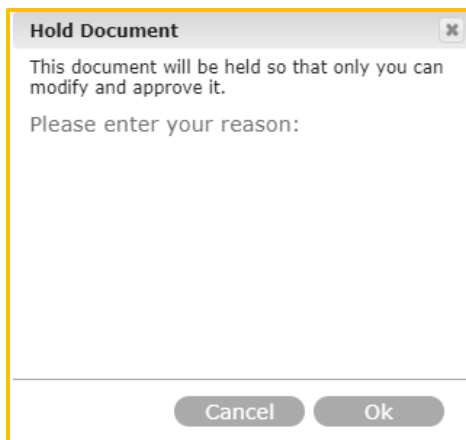 Hold Document
This document will be held so that only you can
modify and approve it.
Please enter your reason:
Cancel Ok